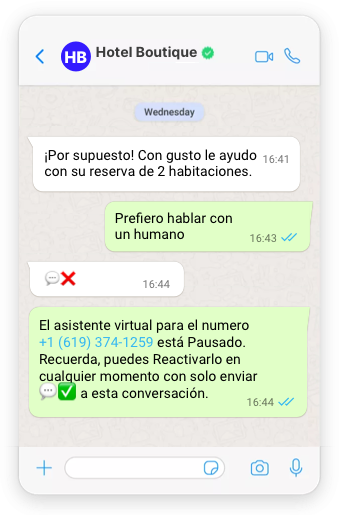 HB Hotel Boutique
Wednesday
¡Por supuesto! Con gusto le ayudo
con su reserva de 2 habitaciones.
16:41
Prefiero hablar con
un humano
16:43
💬❌
16:44
El asistente virtual para el numero
+1 (619) 374-1259 está Pausado.
Recuerda, puedes Reactivarlo en
cualquier momento con solo enviar
💬✅ a esta conversación.
16:44